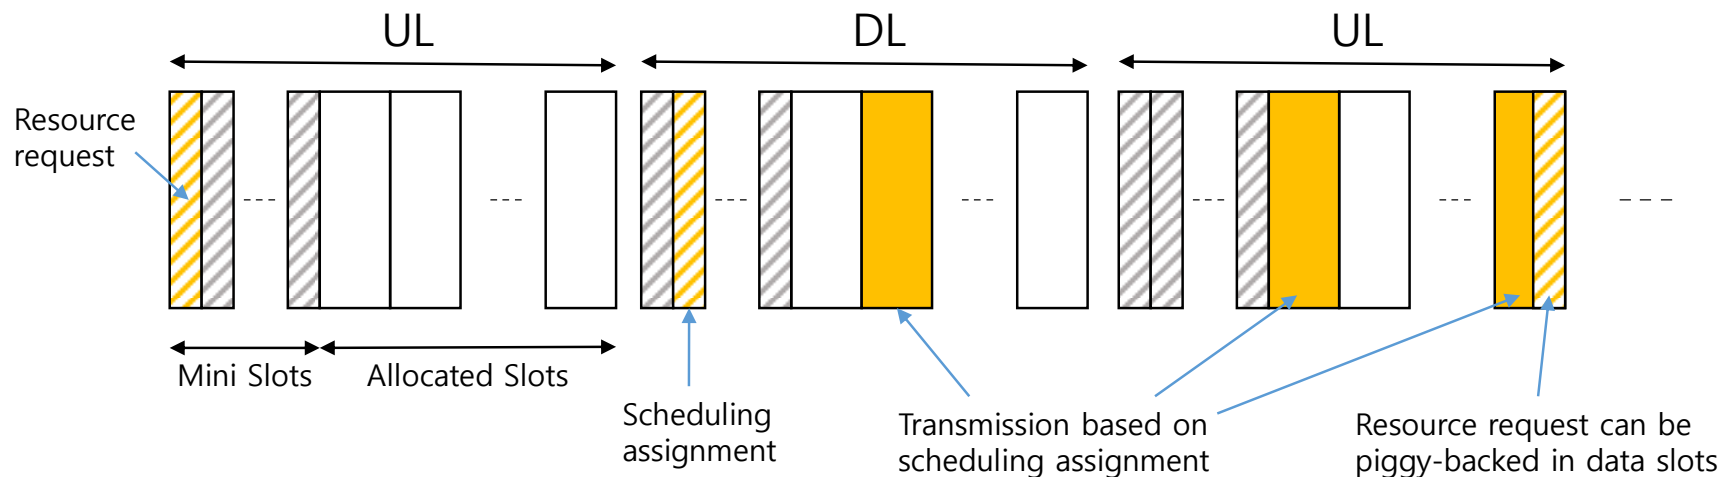 UL
DL
UL
Resource
request
Mini Slots
Allocated Slots
Scheduling
assignment
Transmission based on
scheduling assignment
Resource request can be
piggy-backed in data slots